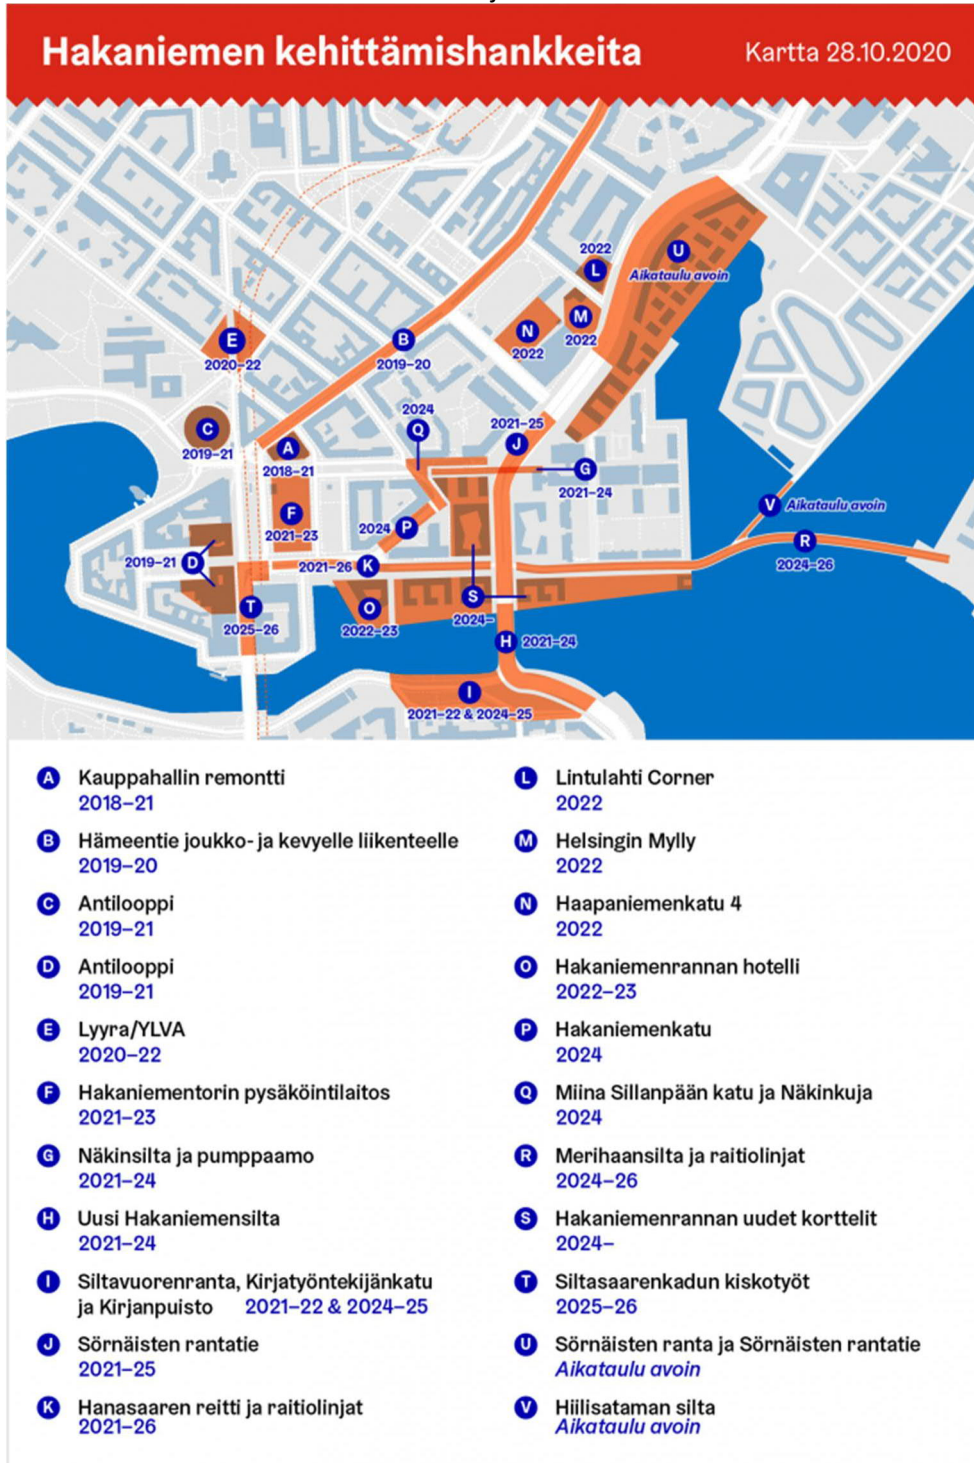 Hakaniemen kehittämishankkeita
Kartta 28.10.2020
2022
L
U
Aikataulu avoin
M
2022
N
2022
E
2020–22
B
2019–20
2024
Q
2021–25
J
C
2019–21
A
2018–21
G
2021–24
V Aikataulu avoin
F
2021–23
2024 P
R
2024–26
2019–21 D
2021–26 K
T
2025–26
O
2022–23
S
2024–
H 2021–24
I
2021–22 & 2024–25
A Kauppahallin remontti
2018–21
B Hämeentie joukko- ja kevyelle liikenteelle
2019–20
C Antilooppi
2019–21
D Antilooppi
2019–21
E Lyyra/YLVA
2020–22
F Hakaniementorin pysäköintilaitos
2021–23
G Näkinsilta ja pumppaamo
2021–24
H Uusi Hakaniemensilta
2021–24
I Siltavuorenranta, Kirjatyöntekijänkatu
ja Kirjanpuisto 2021–22 & 2024–25
J Sörnäisten rantatie
2021–25
K Hanasaaren reitti ja raitiolinjat
2021–26
L Lintulahti Corner
2022
M Helsingin Mylly
2022
N Haapaniemenkatu 4
2022
O Hakaniemenrannan hotelli
2022–23
P Hakaniemenkatu
2024
Q Miina Sillanpään katu ja Näkinkuja
2024
R Merihaansilta ja raitiolinjat
2024–26
S Hakaniemenrannan uudet korttelit
2024–
T Siltasaarenkadun kiskotyöt
2025–26
U Sörnäisten ranta ja Sörnäisten rantatie
Aikataulu avoin
V Hiilisataman silta
Aikataulu avoin